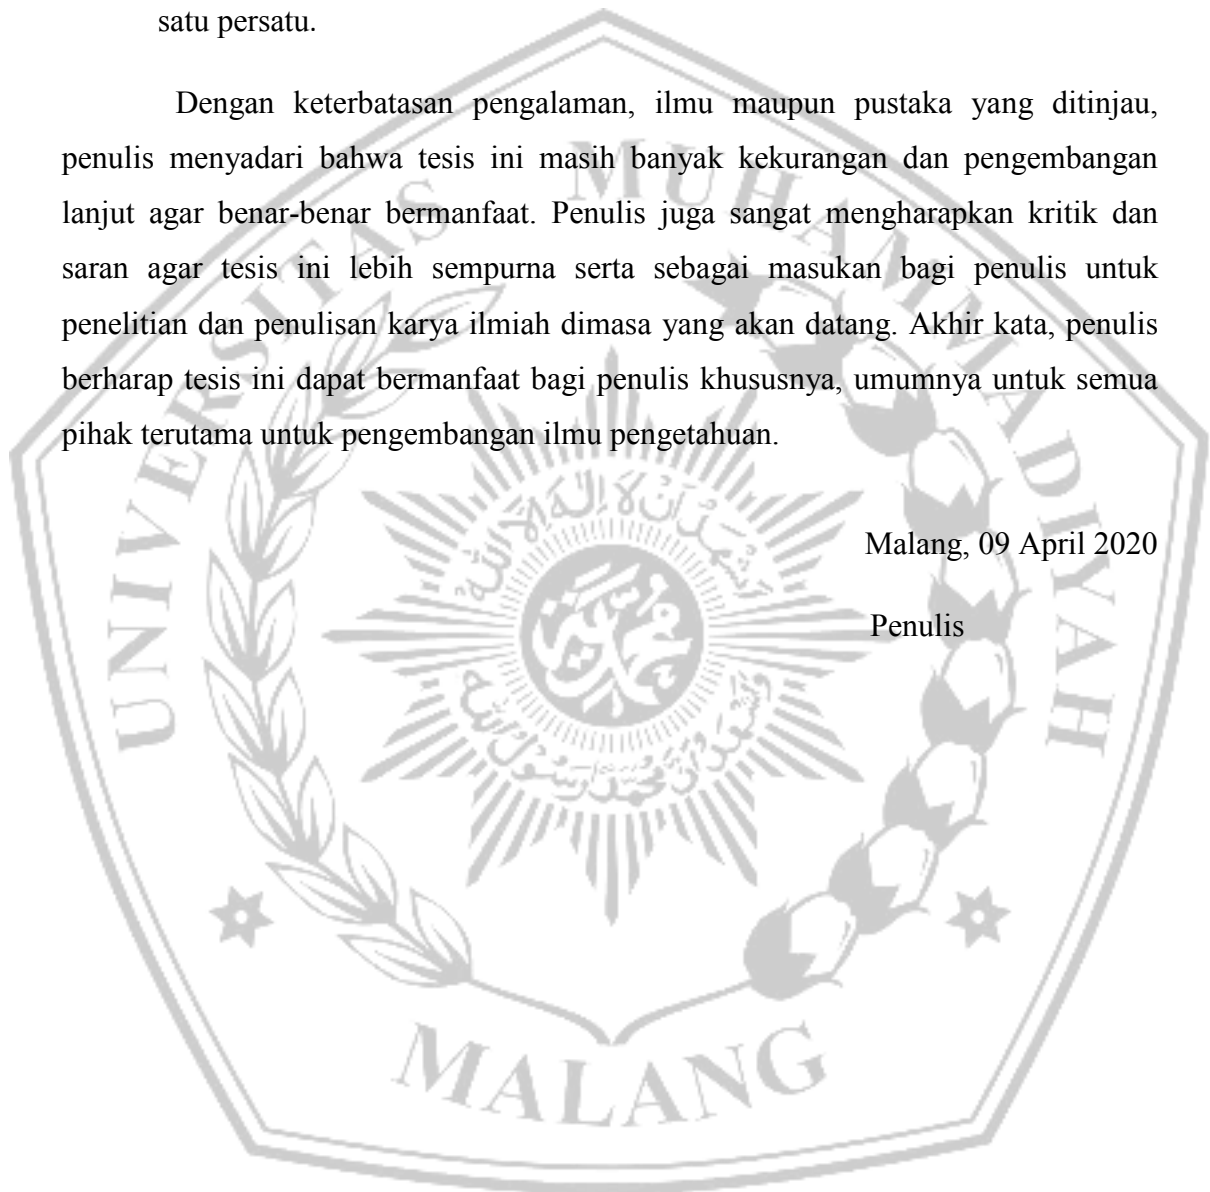 satu persatu.
Dengan keterbatasan pengalaman, ilmu maupun pustaka yang ditinjau,
penulis menyadari bahwa tesis ini masih banyak kekurangan dan pengembangan
lanjut agar benar-benar bermanfaat. Penulis juga sangat mengharapkan kritik dan
saran agar tesis ini lebih sempurna serta sebagai masukan bagi penulis untuk
penelitian dan penulisan karya ilmiah dimasa yang akan datang. Akhir kata, penulis
berharap tesis ini dapat bermanfaat bagi penulis khususnya, umumnya untuk semua
pihak terutama untuk pengembangan ilmu pengetahuan.
Malang, 09 April 2020
Penulis
UNIVERSITAS MUHAMMADIYAH
MALANG